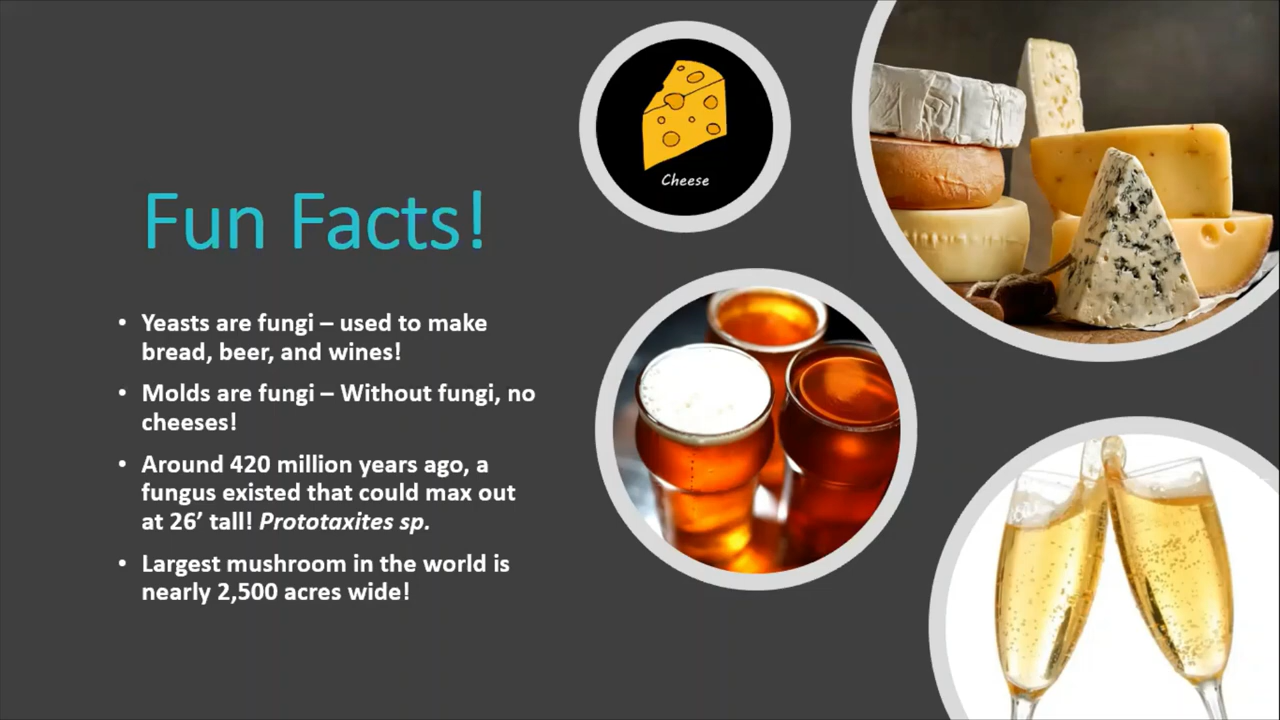 Fun Facts!
• Yeasts are fungi – used to make
bread, beer, and wines!
• Molds are fungi – Without fungi, no
cheeses!
• Around 420 million years ago, a
fungus existed that could max out
at 26’ tall! Prototaxites sp.
• Largest mushroom in the world is
nearly 2,500 acres wide!
Cheese